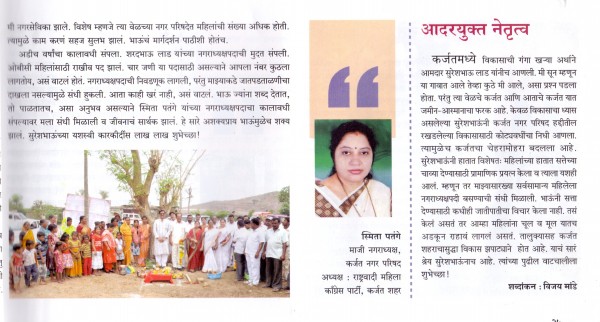 मी नगरसेविका झाले. विशेष म्हणजे त्या वेळच्या नगर परिषदेत महिलांची संख्या अधिक होती.
त्यामुळे काम करणं सहज सुलभ झालं. भाऊंचं मार्गदर्शन पाठीशी होतंच.
अडीच वर्षांचा कालावधी संपला. शरदभाऊ लाड यांच्या नगराध्यक्षपदाची मुदत संपली.
ओबीसी महिलांसाठी राखीव पद झालं. चार जणी या पदासाठी असल्याने आपला नंबर कुठला
लागतोय, असं वाटलं होतं. नगराध्यक्षपदाची निवडणूक लागली, परंतु माझ्याकडे जातपडताळणीचा
दाखला नसल्यामुळे संधी हुकली. आता काही खरं नाही, असं वाटलं. भाऊ ज्यांना शब्द देतात,
तो पाळतातच, असा अनुभव असल्याने स्मिता पतंगे यांच्या नगराध्यक्षपदाचा कालावधी
संपल्यावर मला संधी मिळाली व जीवनाचं सार्थक झालं. हे सारे अशक्यप्राय भाऊंमुळेच शक्य
झालं. सुरेशभाऊंच्या यशस्वी कारकीर्दीस लाख लाख शुभेच्छा!
स्मिता पतंगे
माजी नगराध्यक्ष,
कर्जत नगर परिषद
अध्यक्ष : राष्ट्रवादी महिला
काँग्रेस पार्टी, कर्जत शहर
आदरयुक्त नेतृत्व
कर्जतमध्ये विकासाची गंगा खऱ्या अर्थाने
आमदार सुरेशभाऊ लाड यांनीच आणली. मी सून म्हणून
या गावात आले तेव्हा कुठे मी आले, असा प्रश्न पडला
होता. परंतु त्या वेळचे कर्जत आणि आताचे कर्जत यात
जमीन-आस्मानाचा फरक आहे. केवळ विकासाचा ध्यास
असलेल्या सुरेशभाऊंनी कर्जत नगर परिषद हद्दीतील
रखडलेल्या विकासासाठी कोट्यवधींचा निधी आणला.
त्यामुळेच कर्जतचा चेहरामोहरा बदलला आहे.
सुरेशभाऊंनी शहरात विशेषतः महिलांच्या हातात सत्तेच्या
चाव्या देण्यासाठी प्रामाणिक प्रयत्न केला व त्याला यशही
आलं. म्हणून तर माझ्यासारख्या सर्वसामान्य महिलेला
नगराध्यक्षपदी बसण्याची संधी मिळाली. भाऊंनी सत्ता
देण्यासाठी कधीही जातीपातीचा विचार केला नाही. तसं
केलं असतं तर आम्हा महिलांना चूल व मूल यातच
अडकून राहावं लागलं असतं. तालुक्यासह कर्जत
शहराचासुद्धा विकास झपाट्याने होत आहे. याचं सारं
श्रेय सुरेशभाऊंनाच आहे. त्यांच्या पुढील वाटचालीला
शुभेच्छा!
शब्दांकन : विजय मांडे